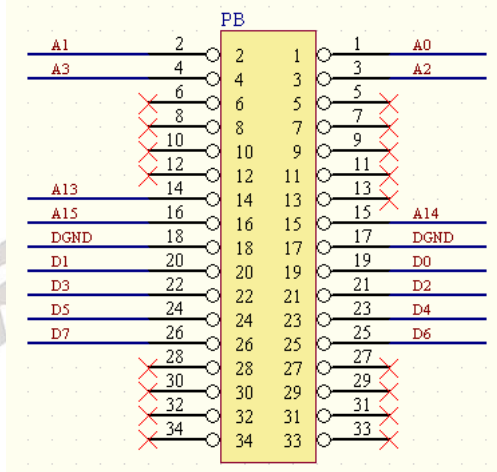 PB
A1 2 2 1 1 A0
A3 4 4 3 3 A2
6 6 5 5
8 8 7 7
10 10 9 9
12 12 11 11
A13 14 14 13 13
A15 16 16 15 15 A14
DGND 18 18 17 17 DGND
D1 20 20 19 19 D0
D3 22 22 21 21 D2
D5 24 24 23 23 D4
D7 26 26 25 25 D6
28 28 27 27
30 30 29 29
32 32 31 31
34 34 33 33